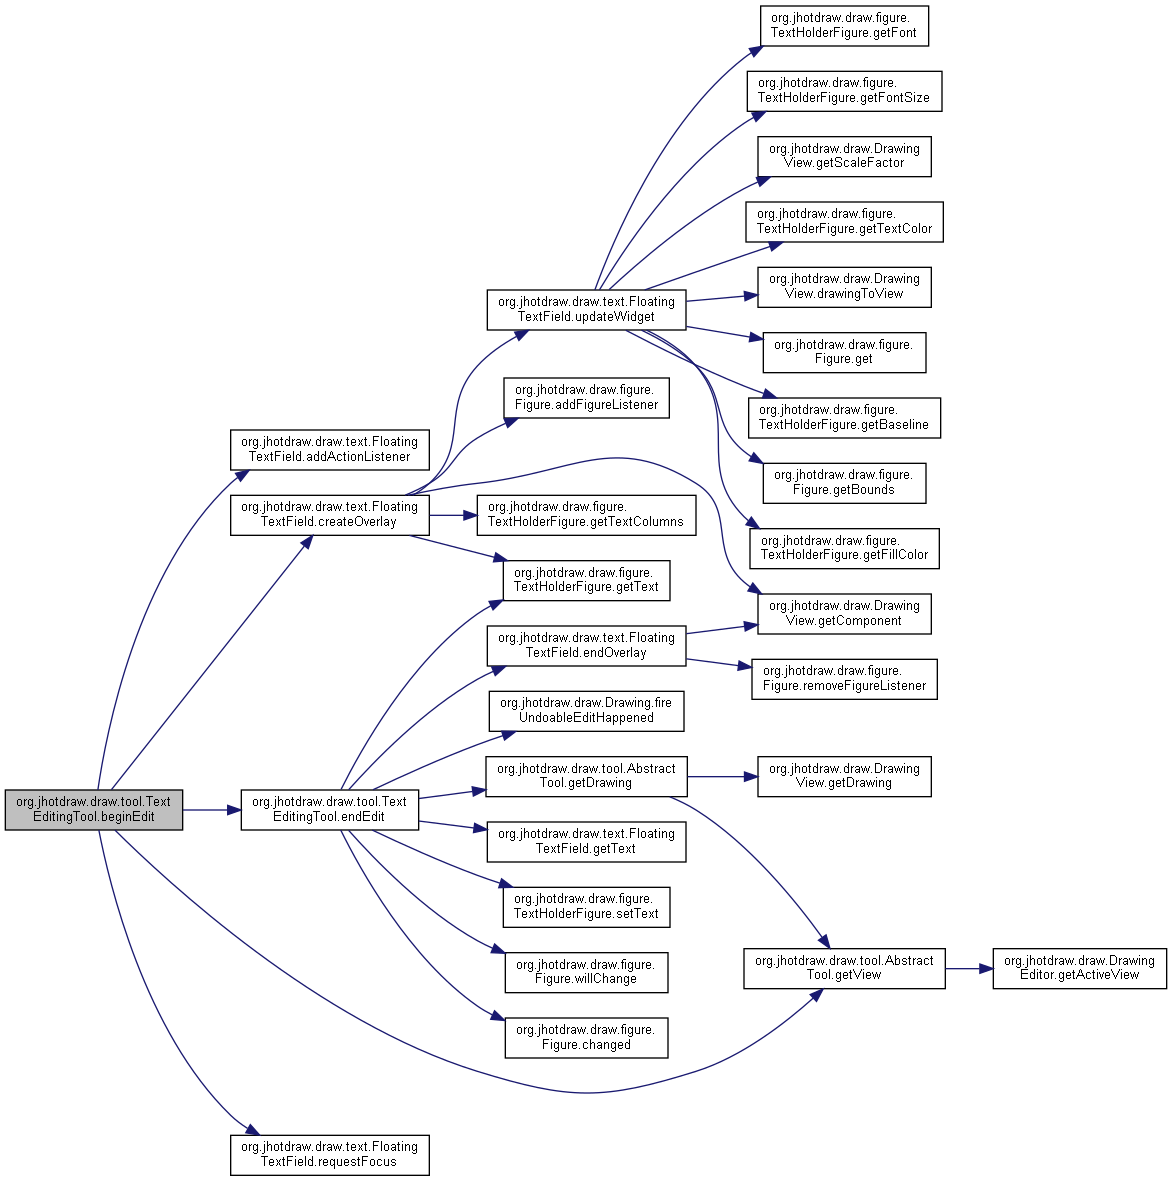 org.jhotdraw.draw.figure.
TextHolderFigure.getFont
org.jhotdraw.draw.figure.
TextHolderFigure.getFontSize
org.jhotdraw.draw.Drawing
View.getScaleFactor
org.jhotdraw.draw.figure.
TextHolderFigure.getTextColor
org.jhotdraw.draw.Drawing
View.drawingToView
org.jhotdraw.draw.text.Floating
TextField.updateWidget
org.jhotdraw.draw.figure.
Figure.get
org.jhotdraw.draw.figure.
Figure.addFigureListener
org.jhotdraw.draw.figure.
TextHolderFigure.getBaseline
org.jhotdraw.draw.text.Floating
TextField.addActionListener
org.jhotdraw.draw.figure.
Figure.getBounds
org.jhotdraw.draw.text.Floating
TextField.createOverlay
org.jhotdraw.draw.figure.
TextHolderFigure.getTextColumns
org.jhotdraw.draw.figure.
TextHolderFigure.getFillColor
org.jhotdraw.draw.figure.
TextHolderFigure.getText
org.jhotdraw.draw.Drawing
View.getComponent
org.jhotdraw.draw.text.Floating
TextField.endOverlay
org.jhotdraw.draw.figure.
Figure.removeFigureListener
org.jhotdraw.draw.Drawing.fire
UndoableEditHappened
org.jhotdraw.draw.tool.Abstract
Tool.getDrawing
org.jhotdraw.draw.Drawing
View.getDrawing
org.jhotdraw.draw.tool.Text
EditingTool.beginEdit
org.jhotdraw.draw.tool.Text
EditingTool.endEdit
org.jhotdraw.draw.text.Floating
TextField.getText
org.jhotdraw.draw.figure.
TextHolderFigure.setText
org.jhotdraw.draw.figure.
Figure.willChange
org.jhotdraw.draw.tool.Abstract
Tool.getView
org.jhotdraw.draw.Drawing
Editor.getActiveView
org.jhotdraw.draw.figure.
Figure.changed
org.jhotdraw.draw.text.Floating
TextField.requestFocus